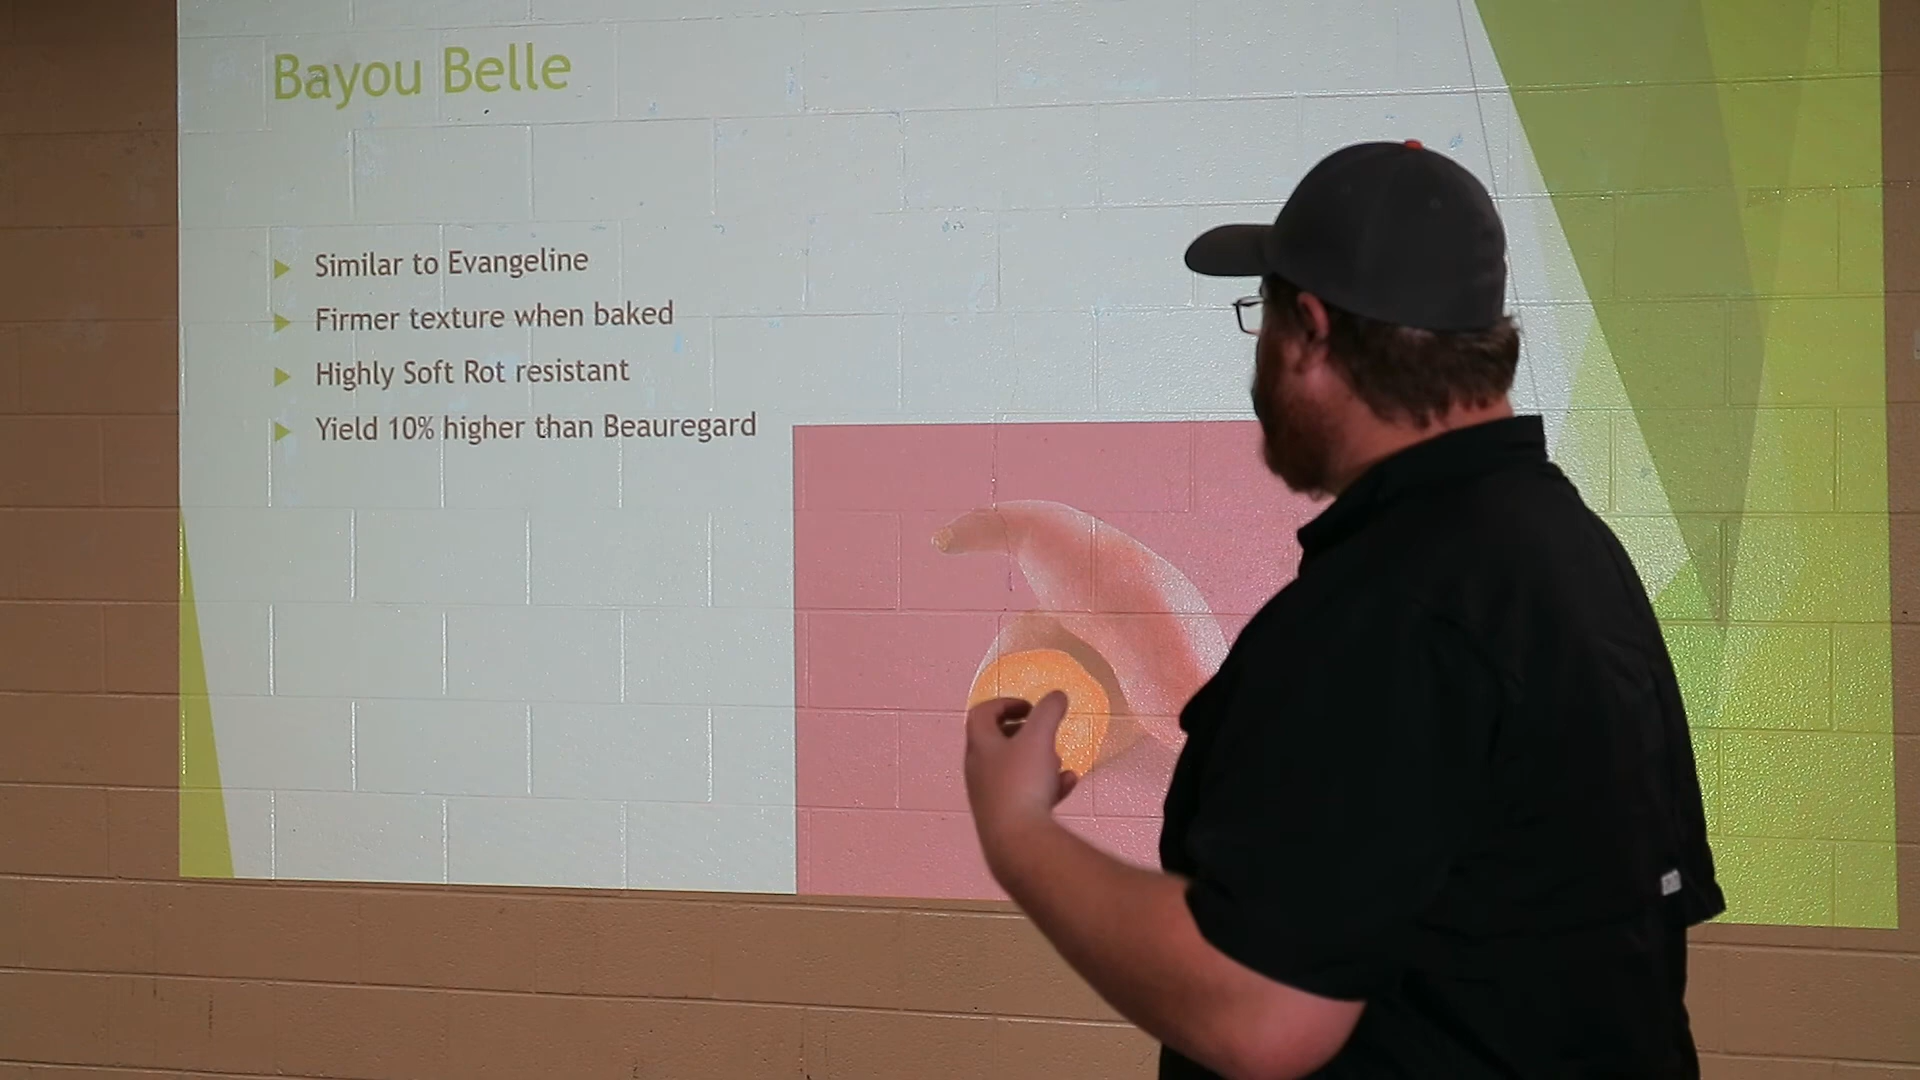 Bayou Belle
Similar to Evangeline
Firmer texture when baked
Highly Soft Rot resistant
Yield 10% higher than Beauregard